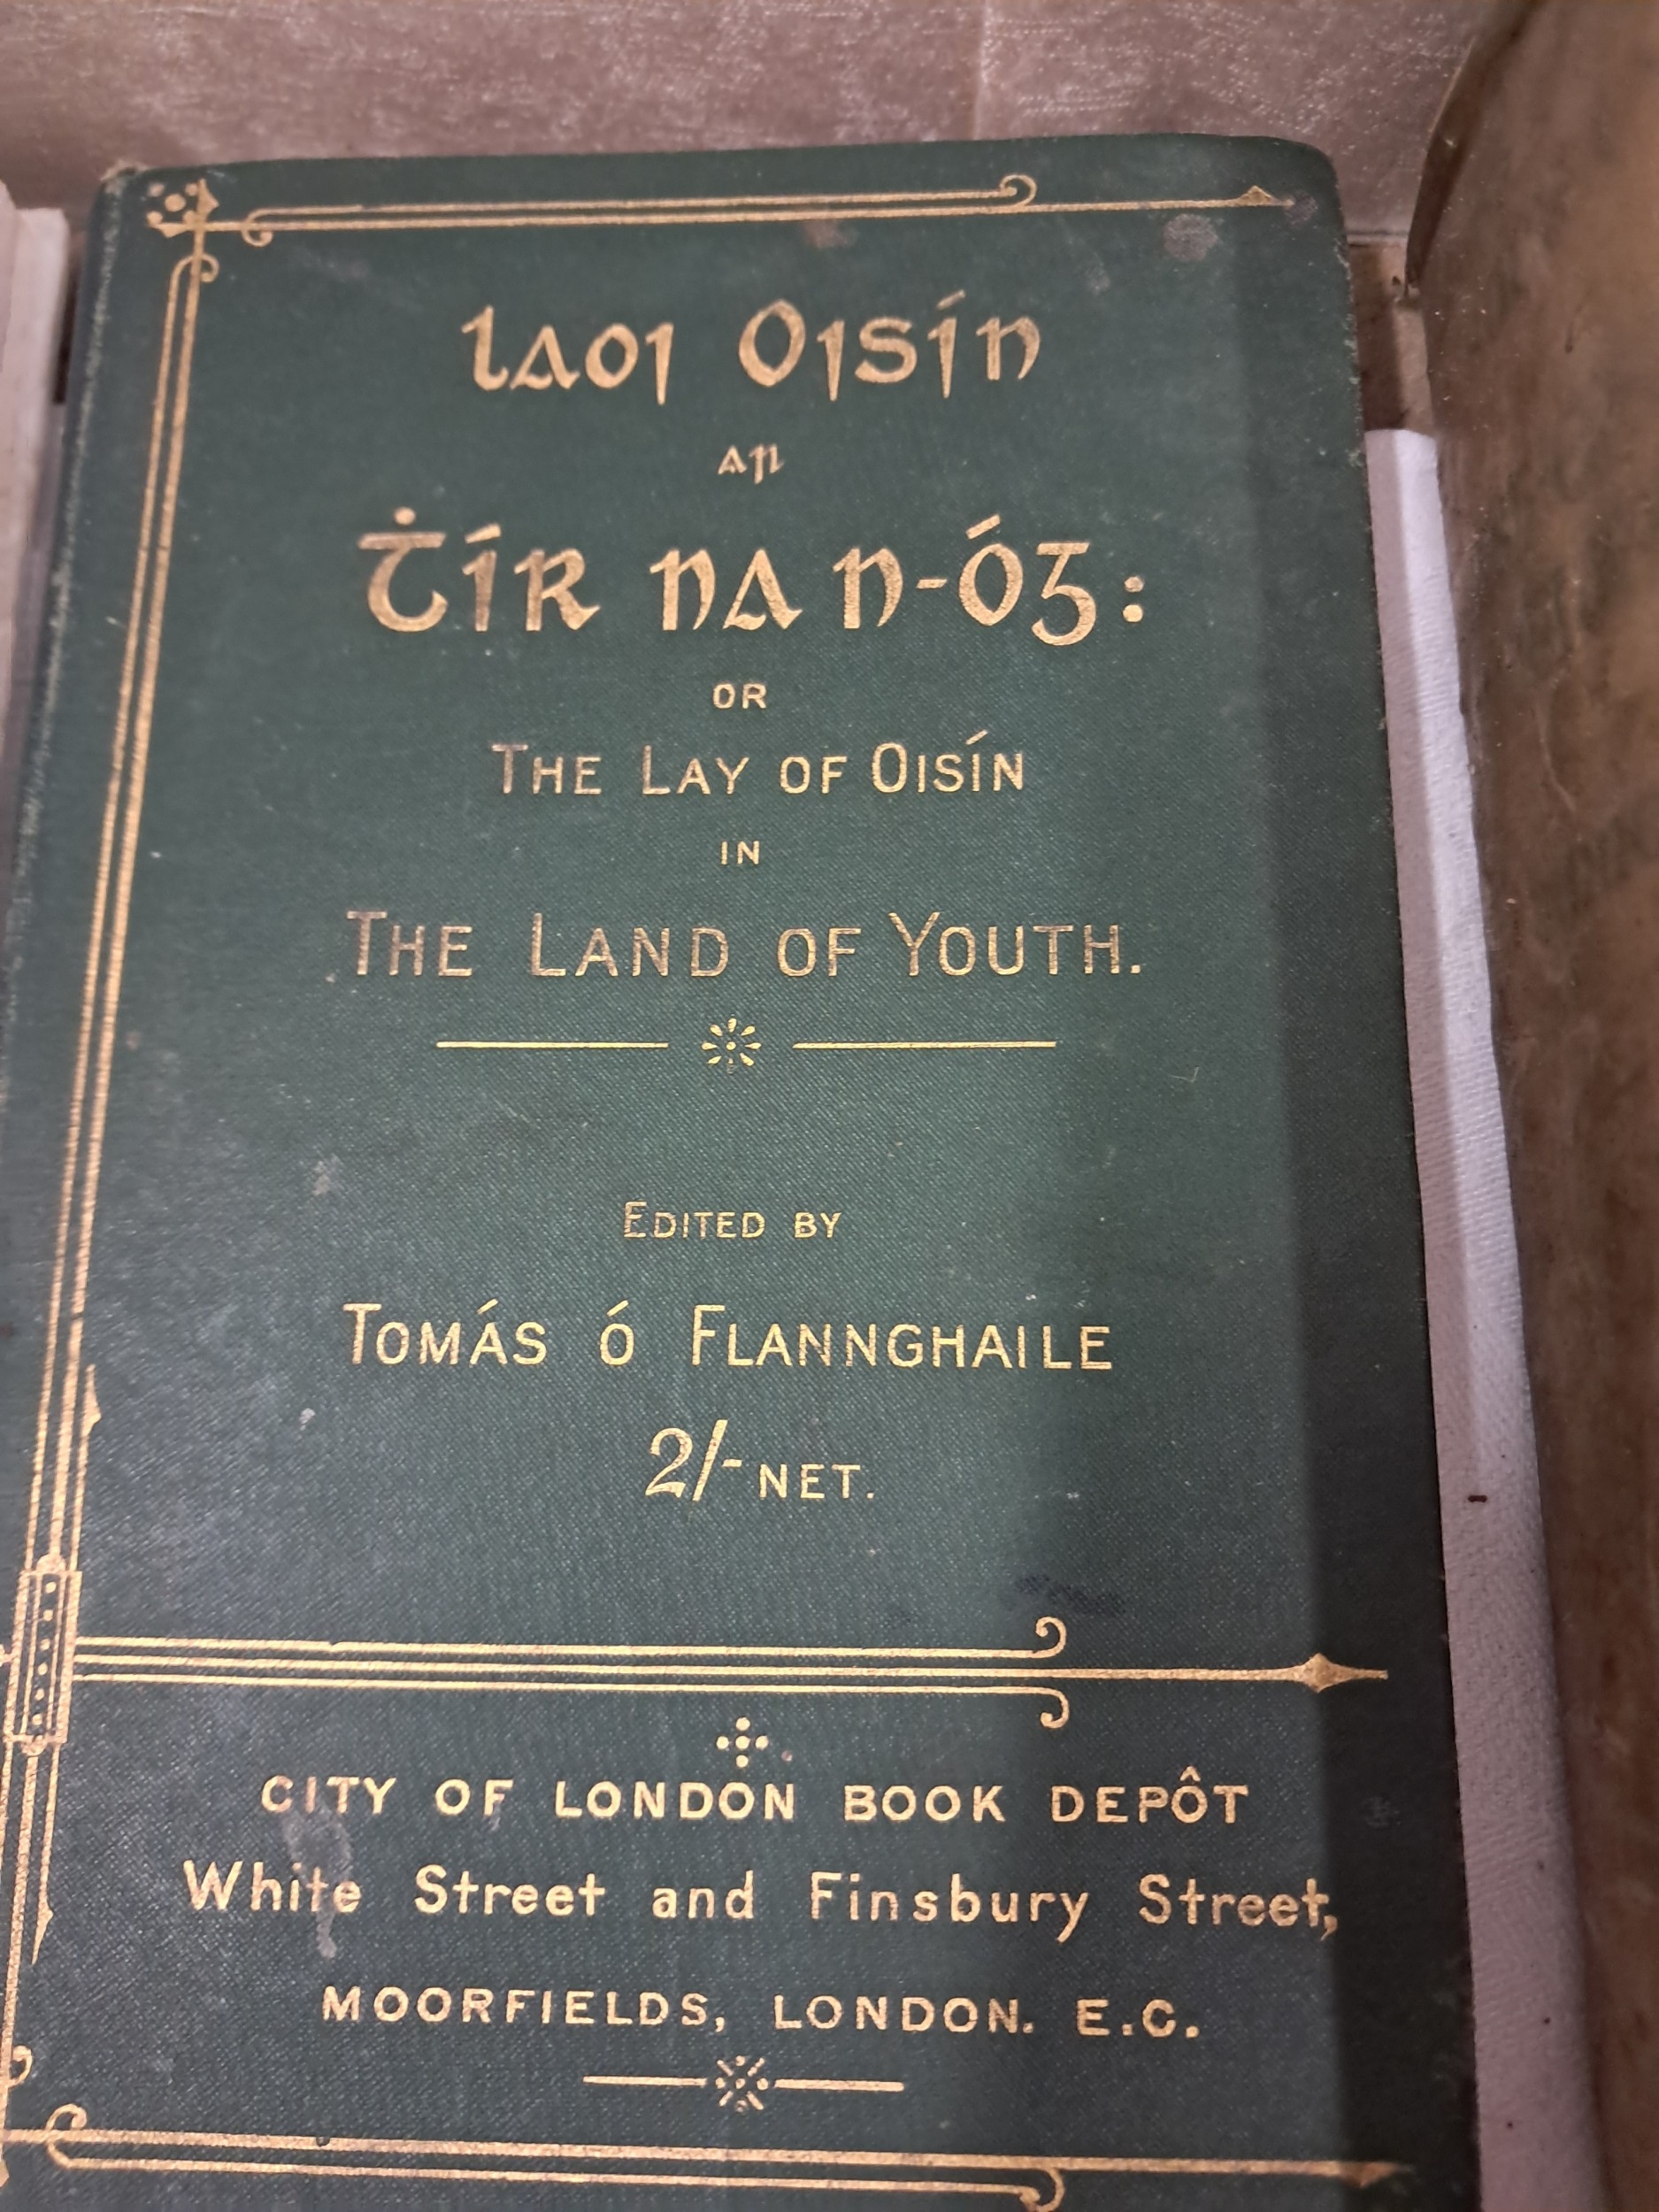 Laoi Oisín
ar
Ṫír na n-Óg:
OR
THE LAY OF OISÍN
IN
THE LAND OF YOUTH.
EDITED BY
TOMÁS Ó FLANNGHAILE
2/- NET.
CITY OF LONDON BOOK DEPÔT
White Street and Finsbury Street,
MOORFIELDS, LONDON. E.C.